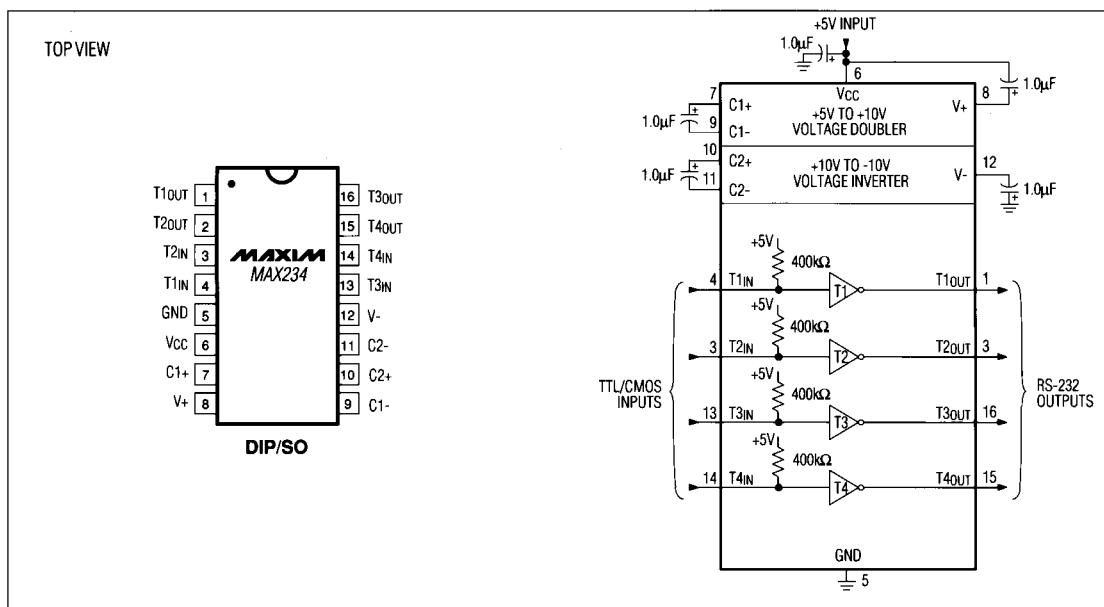 TOP VIEW
T1OUT 1
T2OUT 2
T2IN 3
T1IN 4
GND 5
VCC 6
C1+ 7
V+ 8
16 T3OUT
15 T4OUT
14 T4IN
13 T3IN
12 V-
11 C2-
10 C2+
9 C1-
MAXIM
MAX234
DIP/SO
+5V INPUT
1.0µF
6
VCC
7 C1+
1.0µF
9 C1-
+5V TO +10V
VOLTAGE DOUBLER
V+ 8
1.0µF
10 C2+
1.0µF
11 C2-
+10V TO -10V
VOLTAGE INVERTER
V- 12
1.0µF
+5V
400kΩ
4 T1IN T1 T1OUT 1
+5V
400kΩ
3 T2IN T2 T2OUT 3
+5V
400kΩ
13 T3IN T3 T3OUT 16
+5V
400kΩ
14 T4IN T4 T4OUT 15
TTL/CMOS
INPUTS
RS-232
OUTPUTS
GND
5